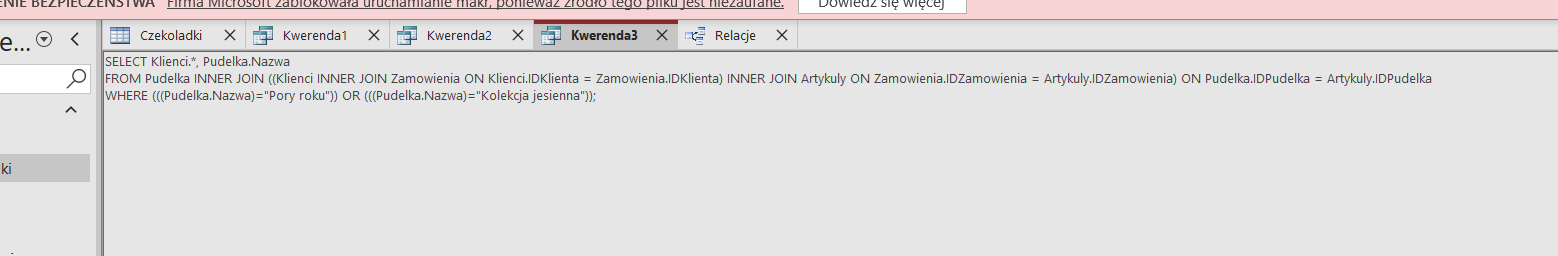 ENIE BEZPIECZEŃSTWA Firma Microsoft zablokowała uruchamianie makr, ponieważ źródło tego pliku jest niezaufane. Dowiedz się więcej
e...
Czekoladki Kwerenda1 Kwerenda2 Kwerenda3 Relacje
SELECT Klienci.*, Pudelka.Nazwa
FROM Pudelka INNER JOIN ((Klienci INNER JOIN Zamowienia ON Klienci.IDKlienta = Zamowienia.IDKlienta) INNER JOIN Artykuly ON Zamowienia.IDZamowienia = Artykuly.IDZamowienia) ON Pudelka.IDPudelka = Artykuly.IDPudelka
WHERE (((Pudelka.Nazwa)="Pory roku")) OR (((Pudelka.Nazwa)="Kolekcja jesienna"));
ki